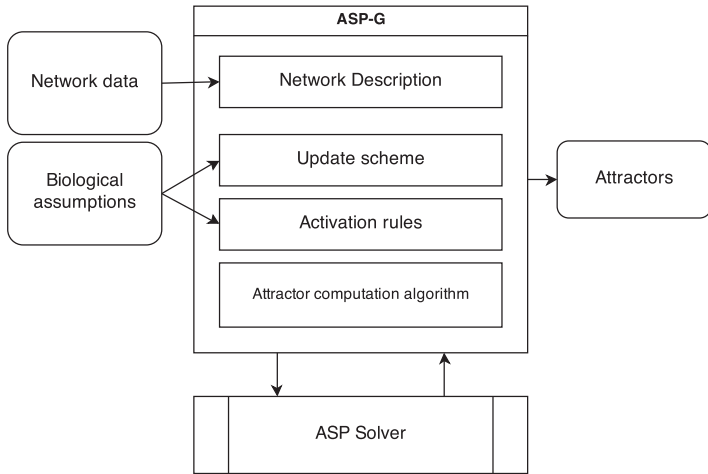 ASP-G
Network data
Network Description
Biological
assumptions
Update scheme
Activation rules
Attractor computation algorithm
Attractors
ASP Solver